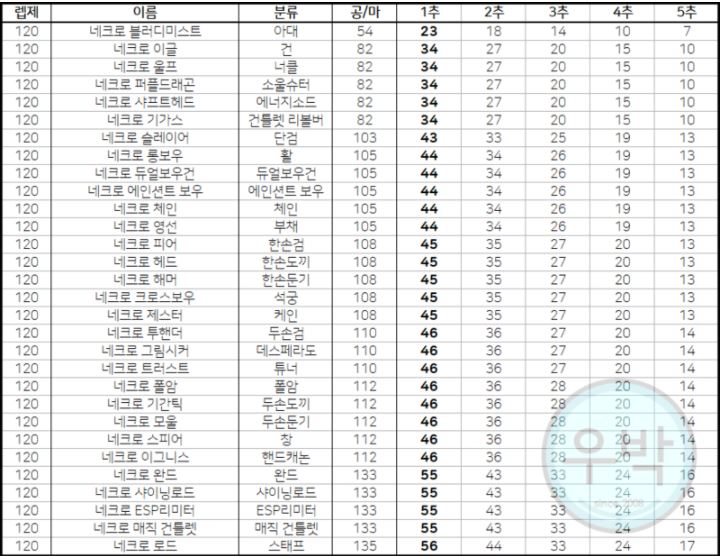 렙제 이름 분류 공/마 1추 2추 3추 4추 5추
120 네크로 블러디미스트 아대 54 23 18 14 10 7
120 네크로 이글 건 82 34 27 20 15 10
120 네크로 울프 너클 82 34 27 20 15 10
120 네크로 퍼플드래곤 소울슈터 82 34 27 20 15 10
120 네크로 샤프트헤드 에너지소드 82 34 27 20 15 10
120 네크로 기가스 건틀렛 리볼버 82 34 27 20 15 10
120 네크로 슬레이어 단검 103 43 33 25 19 13
120 네크로 롱보우 활 105 44 34 26 19 13
120 네크로 듀얼보우건 듀얼보우건 105 44 34 26 19 13
120 네크로 에인션트 보우 에인션트 보우 105 44 34 26 19 13
120 네크로 체인 체인 105 44 34 26 19 13
120 네크로 영선 부채 105 44 34 26 19 13
120 네크로 피어 한손검 108 45 35 27 20 13
120 네크로 헤드 한손도끼 108 45 35 27 20 13
120 네크로 해머 한손둔기 108 45 35 27 20 13
120 네크로 크로스보우 석궁 108 45 35 27 20 13
120 네크로 제스터 케인 108 45 35 27 20 13
120 네크로 투핸더 두손검 110 46 36 27 20 14
120 네크로 그림시커 데스페라도 110 46 36 27 20 14
120 네크로 트러스트 튜너 110 46 36 27 20 14
120 네크로 폴암 폴암 112 46 36 28 20 14
120 네크로 기간틱 두손도끼 112 46 36 28 20 14
120 네크로 모울 두손둔기 112 46 36 28 20 14
120 네크로 스피어 창 112 46 36 28 20 14
120 네크로 이그니스 핸드캐논 112 46 36 28 20 14
120 네크로 완드 완드 133 55 43 33 24 16
120 네크로 샤이닝로드 샤이닝로드 133 55 43 33 24 16
120 네크로 ESP리미터 ESP리미터 133 55 43 33 24 16
120 네크로 매직 건틀렛 매직 건틀렛 133 55 43 33 24 16
120 네크로 로드 스태프 135 56 44 33 24 17
우박
since 2008